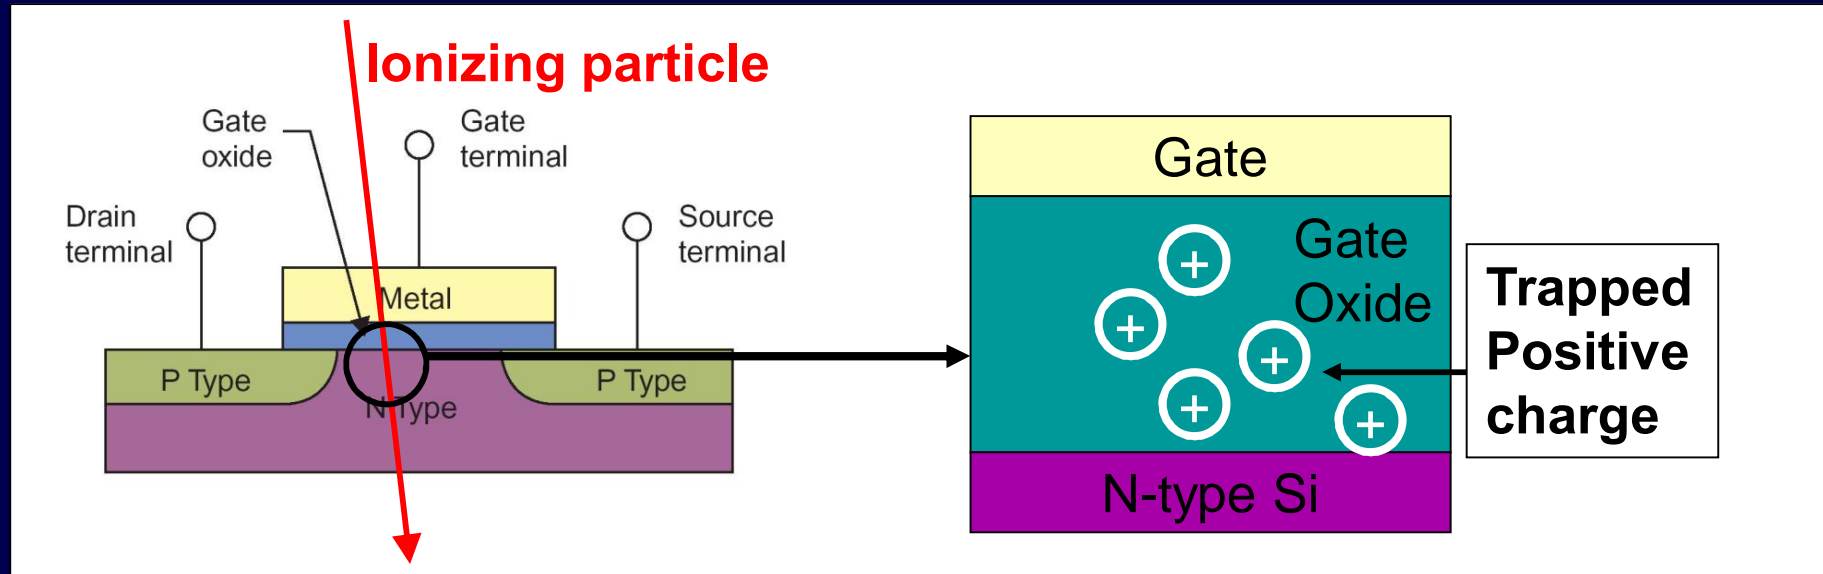 Ionizing particle
Gate
oxide
Gate
terminal
Drain
terminal
Source
terminal
Metal
P Type
P Type
N Type
Gate
Gate
Oxide
+
+
+
+
+
N-type Si
Trapped
Positive
charge